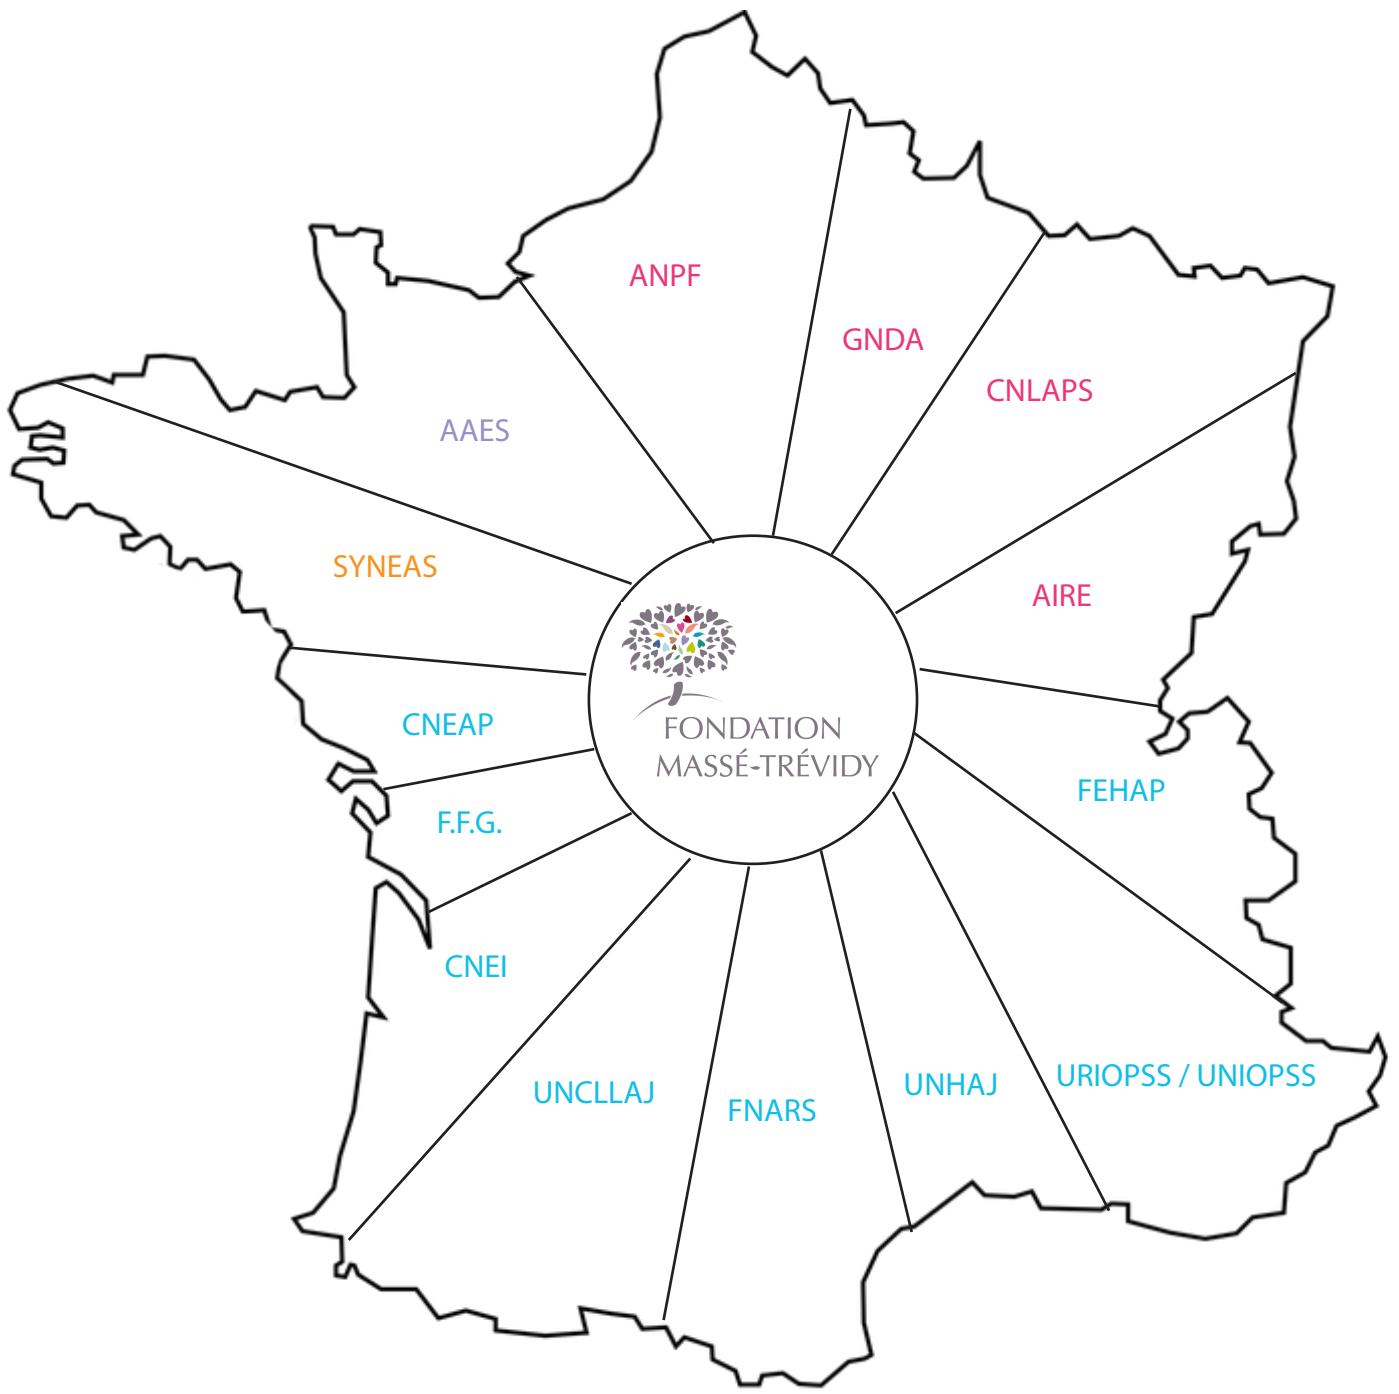 ANPF
GNDA
CNLAPS
AAES
SYNEAS
AIRE
CNEAP
FONDATION
MASSÉ-TRÉVIDY
FEHAP
F.F.G.
CNEI
UNCLLAJ
FNARS
UNHAJ
URIOPSS / UNIOPSS